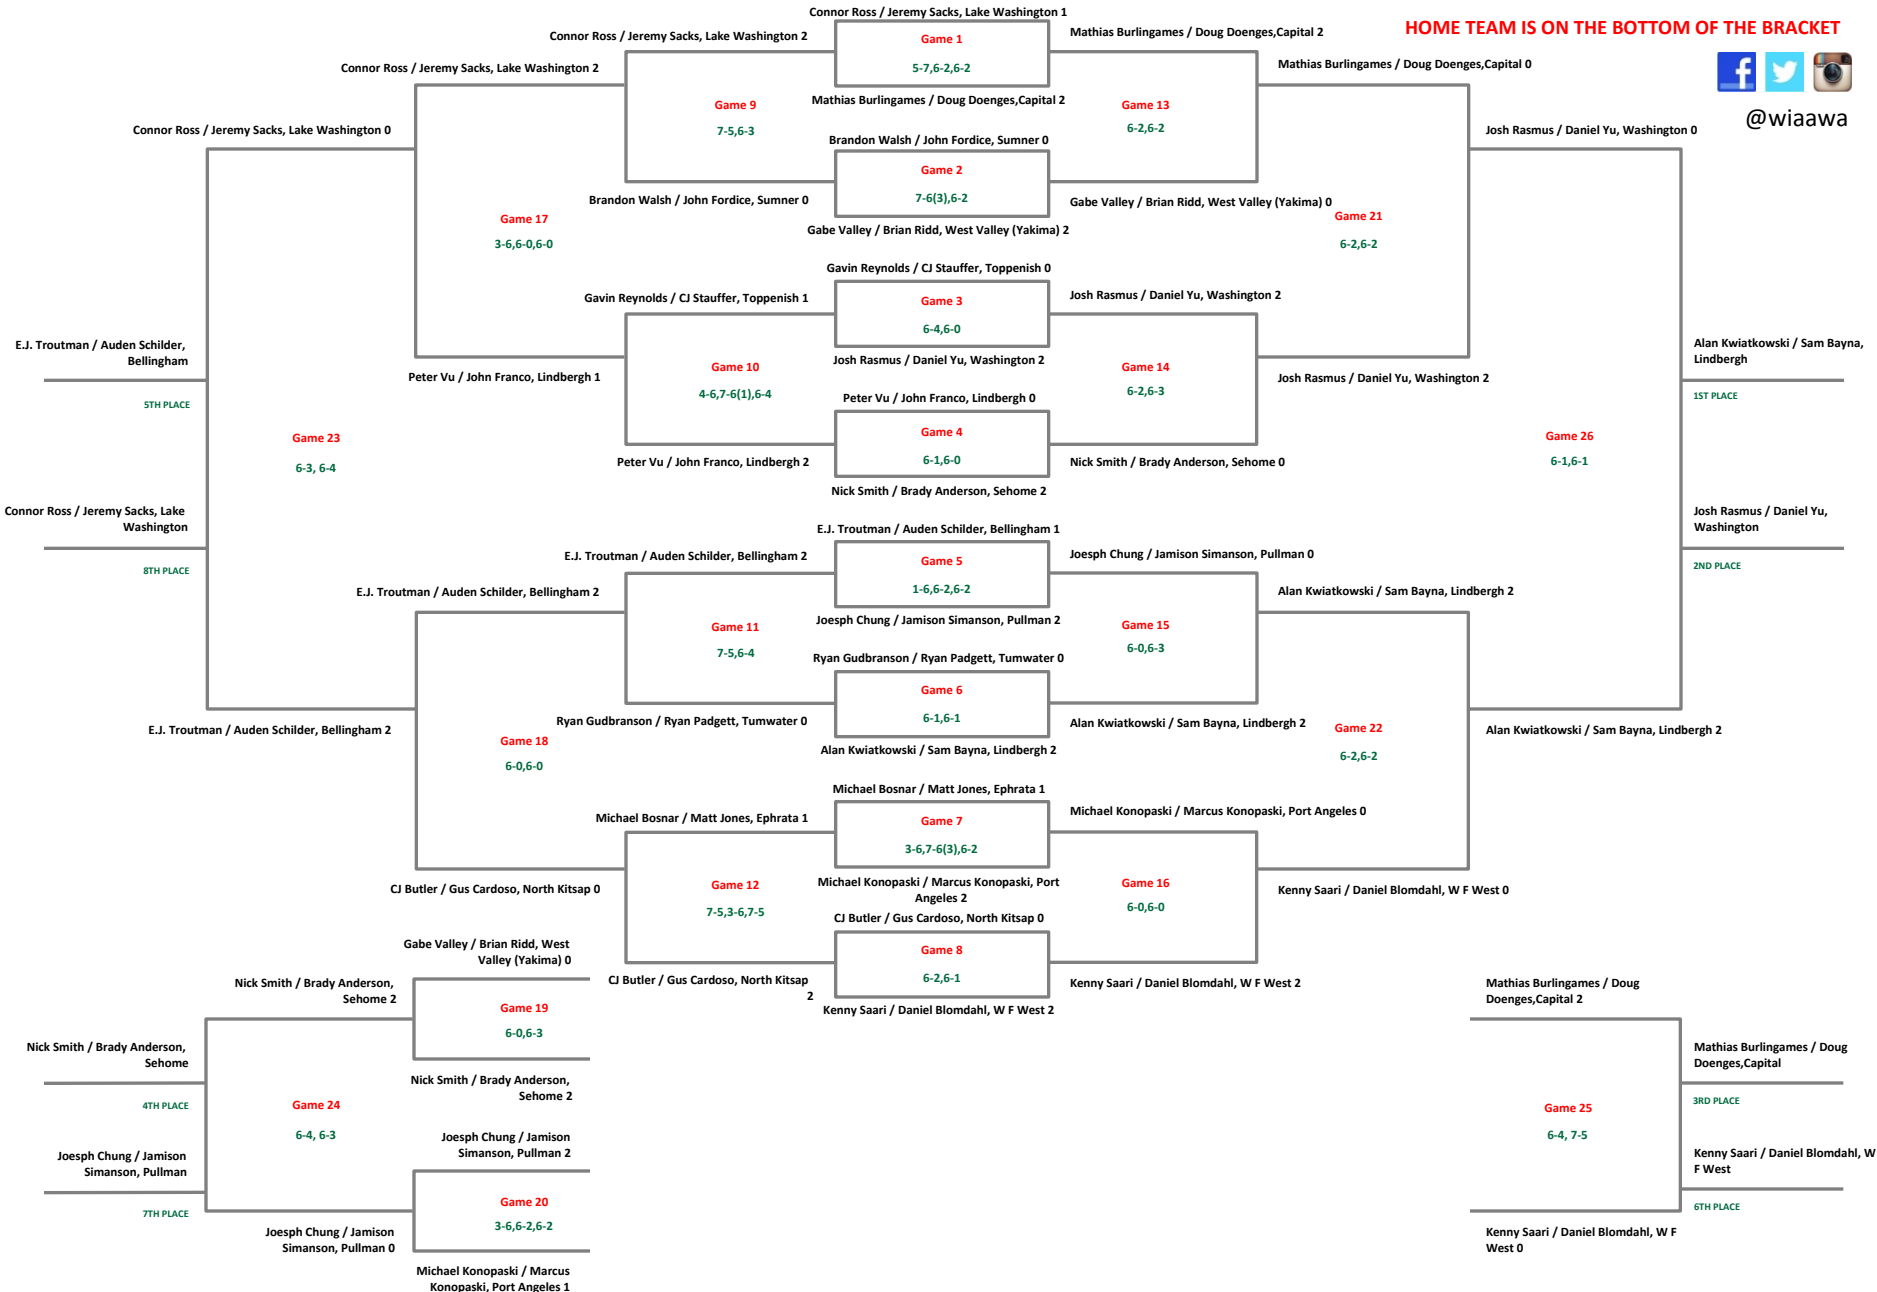 HOME TEAM IS ON THE BOTTOM OF THE BRACKET
@wiaawa
Connor Ross / Jeremy Sacks, Lake Washington 1
Game 1
5-7,6-2,6-2
Mathias Burlingames / Doug Doenges,Capital 2
Brandon Walsh / John Fordice, Sumner 0
Game 2
7-6(3),6-2
Gabe Valley / Brian Ridd, West Valley (Yakima) 2
Gavin Reynolds / CJ Stauffer, Toppenish 0
Game 3
6-4,6-0
Josh Rasmus / Daniel Yu, Washington 2
Peter Vu / John Franco, Lindbergh 0
Game 4
6-1,6-0
Nick Smith / Brady Anderson, Sehome 2
E.J. Troutman / Auden Schilder, Bellingham 1
Game 5
1-6,6-2,6-2
Joesph Chung / Jamison Simanson, Pullman 2
Ryan Gudbranson / Ryan Padgett, Tumwater 0
Game 6
6-1,6-1
Alan Kwiatkowski / Sam Bayna, Lindbergh 2
Michael Bosnar / Matt Jones, Ephrata 1
Game 7
3-6,7-6(3),6-2
Michael Konopaski / Marcus Konopaski, Port
Angeles 2
CJ Butler / Gus Cardoso, North Kitsap 0
Game 8
6-2,6-1
Kenny Saari / Daniel Blomdahl, W F West 2
Connor Ross / Jeremy Sacks, Lake Washington 2
Game 9
7-5,6-3
Brandon Walsh / John Fordice, Sumner 0
Gavin Reynolds / CJ Stauffer, Toppenish 1
Game 10
4-6,7-6(1),6-4
Peter Vu / John Franco, Lindbergh 2
E.J. Troutman / Auden Schilder, Bellingham 2
Game 11
7-5,6-4
Ryan Gudbranson / Ryan Padgett, Tumwater 0
Michael Bosnar / Matt Jones, Ephrata 1
Game 12
7-5,3-6,7-5
CJ Butler / Gus Cardoso, North Kitsap
2
Mathias Burlingames / Doug Doenges,Capital 2
Game 13
6-2,6-2
Gabe Valley / Brian Ridd, West Valley (Yakima) 0
Josh Rasmus / Daniel Yu, Washington 2
Game 14
6-2,6-3
Nick Smith / Brady Anderson, Sehome 0
Joesph Chung / Jamison Simanson, Pullman 0
Game 15
6-0,6-3
Alan Kwiatkowski / Sam Bayna, Lindbergh 2
Michael Konopaski / Marcus Konopaski, Port Angeles 0
Game 16
6-0,6-0
Kenny Saari / Daniel Blomdahl, W F West 2
Connor Ross / Jeremy Sacks, Lake Washington 2
Game 17
3-6,6-0,6-0
Peter Vu / John Franco, Lindbergh 1
E.J. Troutman / Auden Schilder, Bellingham 2
Game 18
6-0,6-0
CJ Butler / Gus Cardoso, North Kitsap 0
Mathias Burlingames / Doug Doenges,Capital 0
Game 21
6-2,6-2
Josh Rasmus / Daniel Yu, Washington 2
Alan Kwiatkowski / Sam Bayna, Lindbergh 2
Game 22
6-2,6-2
Kenny Saari / Daniel Blomdahl, W F West 0
Connor Ross / Jeremy Sacks, Lake Washington 0
Game 23
6-3, 6-4
E.J. Troutman / Auden Schilder, Bellingham 2
E.J. Troutman / Auden Schilder,
Bellingham
5TH PLACE
Connor Ross / Jeremy Sacks, Lake
Washington
8TH PLACE
Josh Rasmus / Daniel Yu, Washington 0
Game 26
6-1,6-1
Alan Kwiatkowski / Sam Bayna, Lindbergh 2
Alan Kwiatkowski / Sam Bayna,
Lindbergh
1ST PLACE
Josh Rasmus / Daniel Yu,
Washington
2ND PLACE
Gabe Valley / Brian Ridd, West
Valley (Yakima) 0
Game 19
6-0,6-3
Nick Smith / Brady Anderson,
Sehome 2
Joesph Chung / Jamison
Simanson, Pullman 2
Game 20
3-6,6-2,6-2
Michael Konopaski / Marcus
Konopaski, Port Angeles 1
Nick Smith / Brady Anderson,
Sehome 2
Game 24
6-4, 6-3
Joesph Chung / Jamison
Simanson, Pullman 0
Nick Smith / Brady Anderson,
Sehome
4TH PLACE
Joesph Chung / Jamison
Simanson, Pullman
7TH PLACE
Mathias Burlingames / Doug
Doenges,Capital 2
Game 25
6-4, 7-5
Kenny Saari / Daniel Blomdahl, W F
West 0
Mathias Burlingames / Doug
Doenges,Capital
3RD PLACE
Kenny Saari / Daniel Blomdahl, W
F West
6TH PLACE